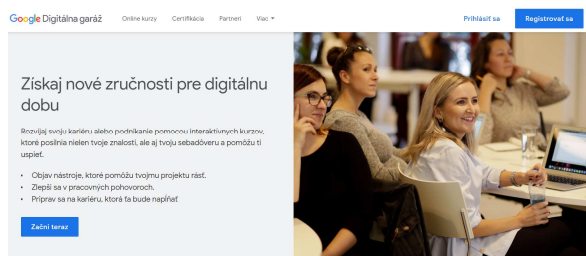 Google Digitálna garáž
Online kurzy Certifikácia Partneri Viac
Prihlásiť sa
Registrovať sa
Získaj nové zručnosti pre digitálnu
dobu
Rozvíjaj svoju kariéru alebo podnikanie pomocou interaktívnych kurzov,
ktoré posilnia nielen tvoje znalosti, ale aj tvoju sebadôveru a pomôžu ti
uspieť.
• Objav nástroje, ktoré pomôžu tvojmu projektu rásť.
• Zlepši sa v pracovných pohovoroch.
• Priprav sa na kariéru, ktorá ťa bude napĺňať
Začni teraz